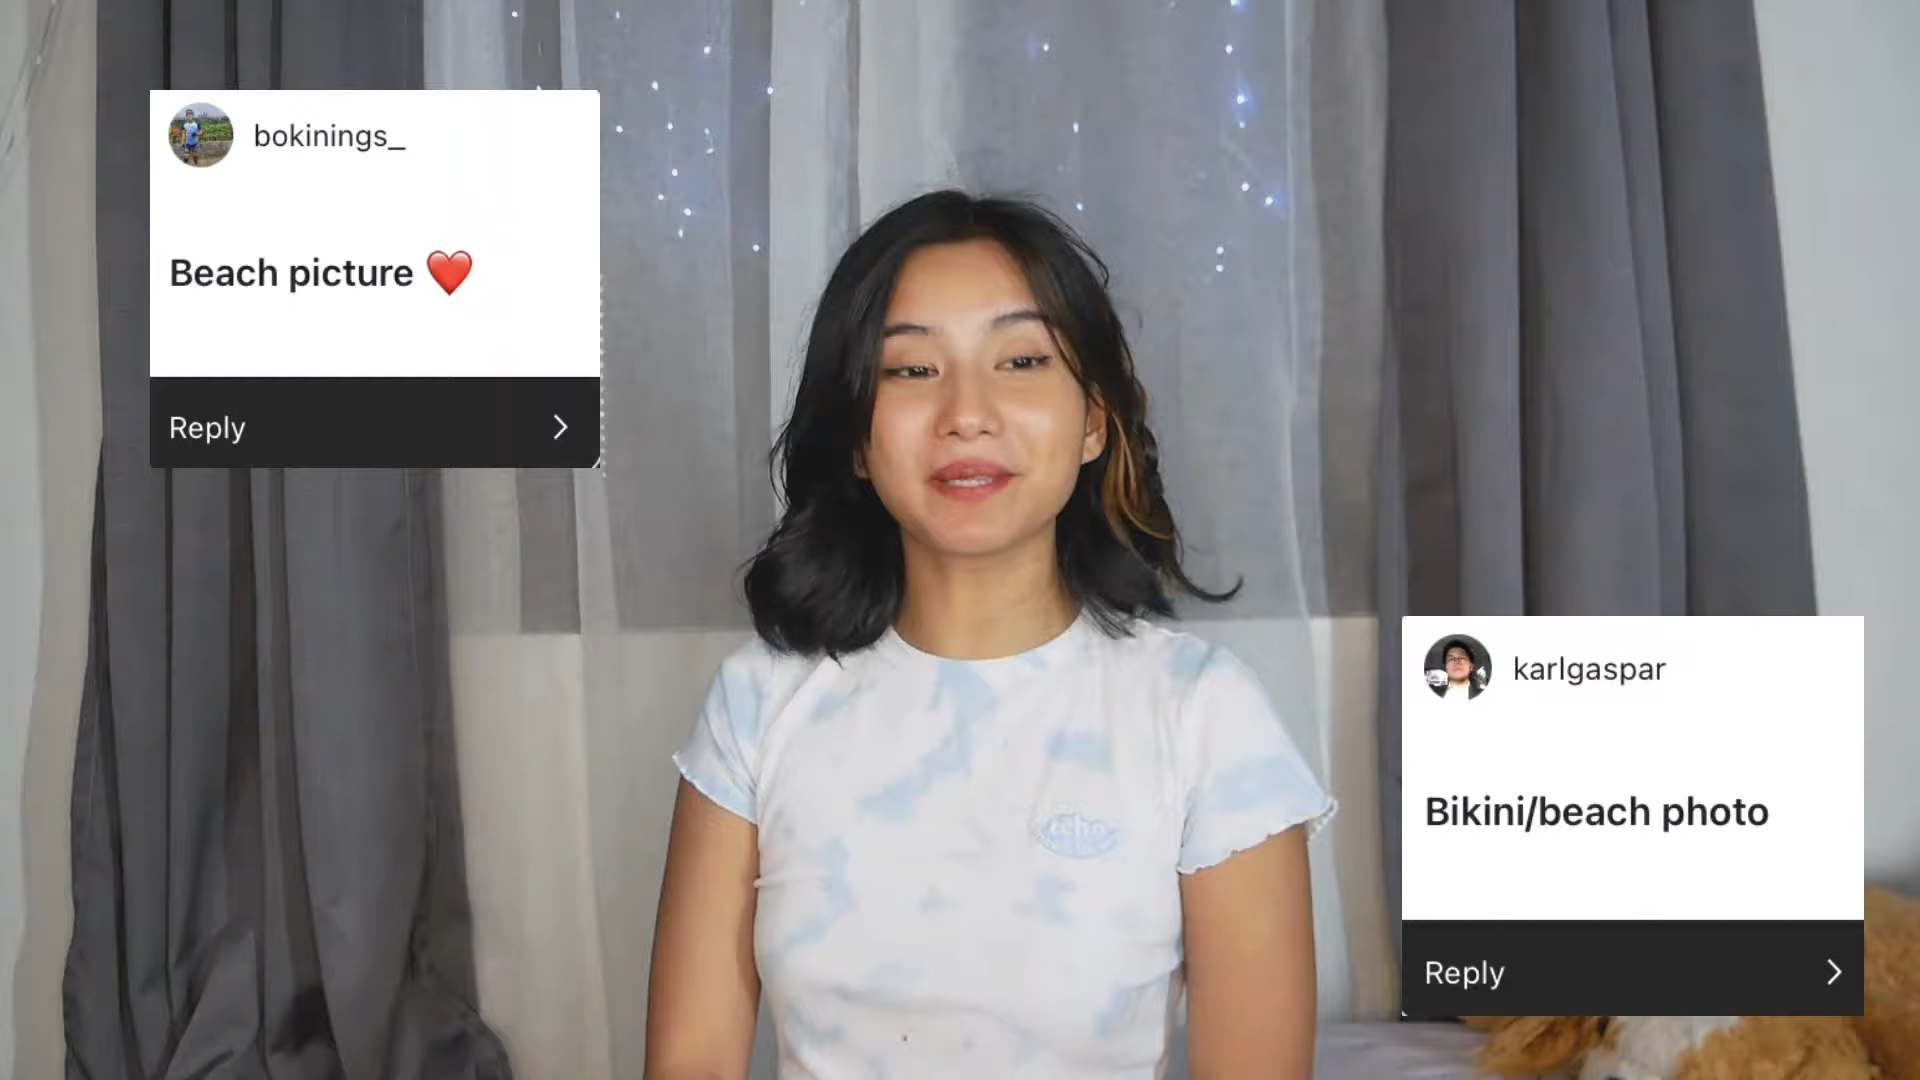 bokinings_
Beach picture ❤️
Reply
karlgaspar
Bikini/beach photo
Reply